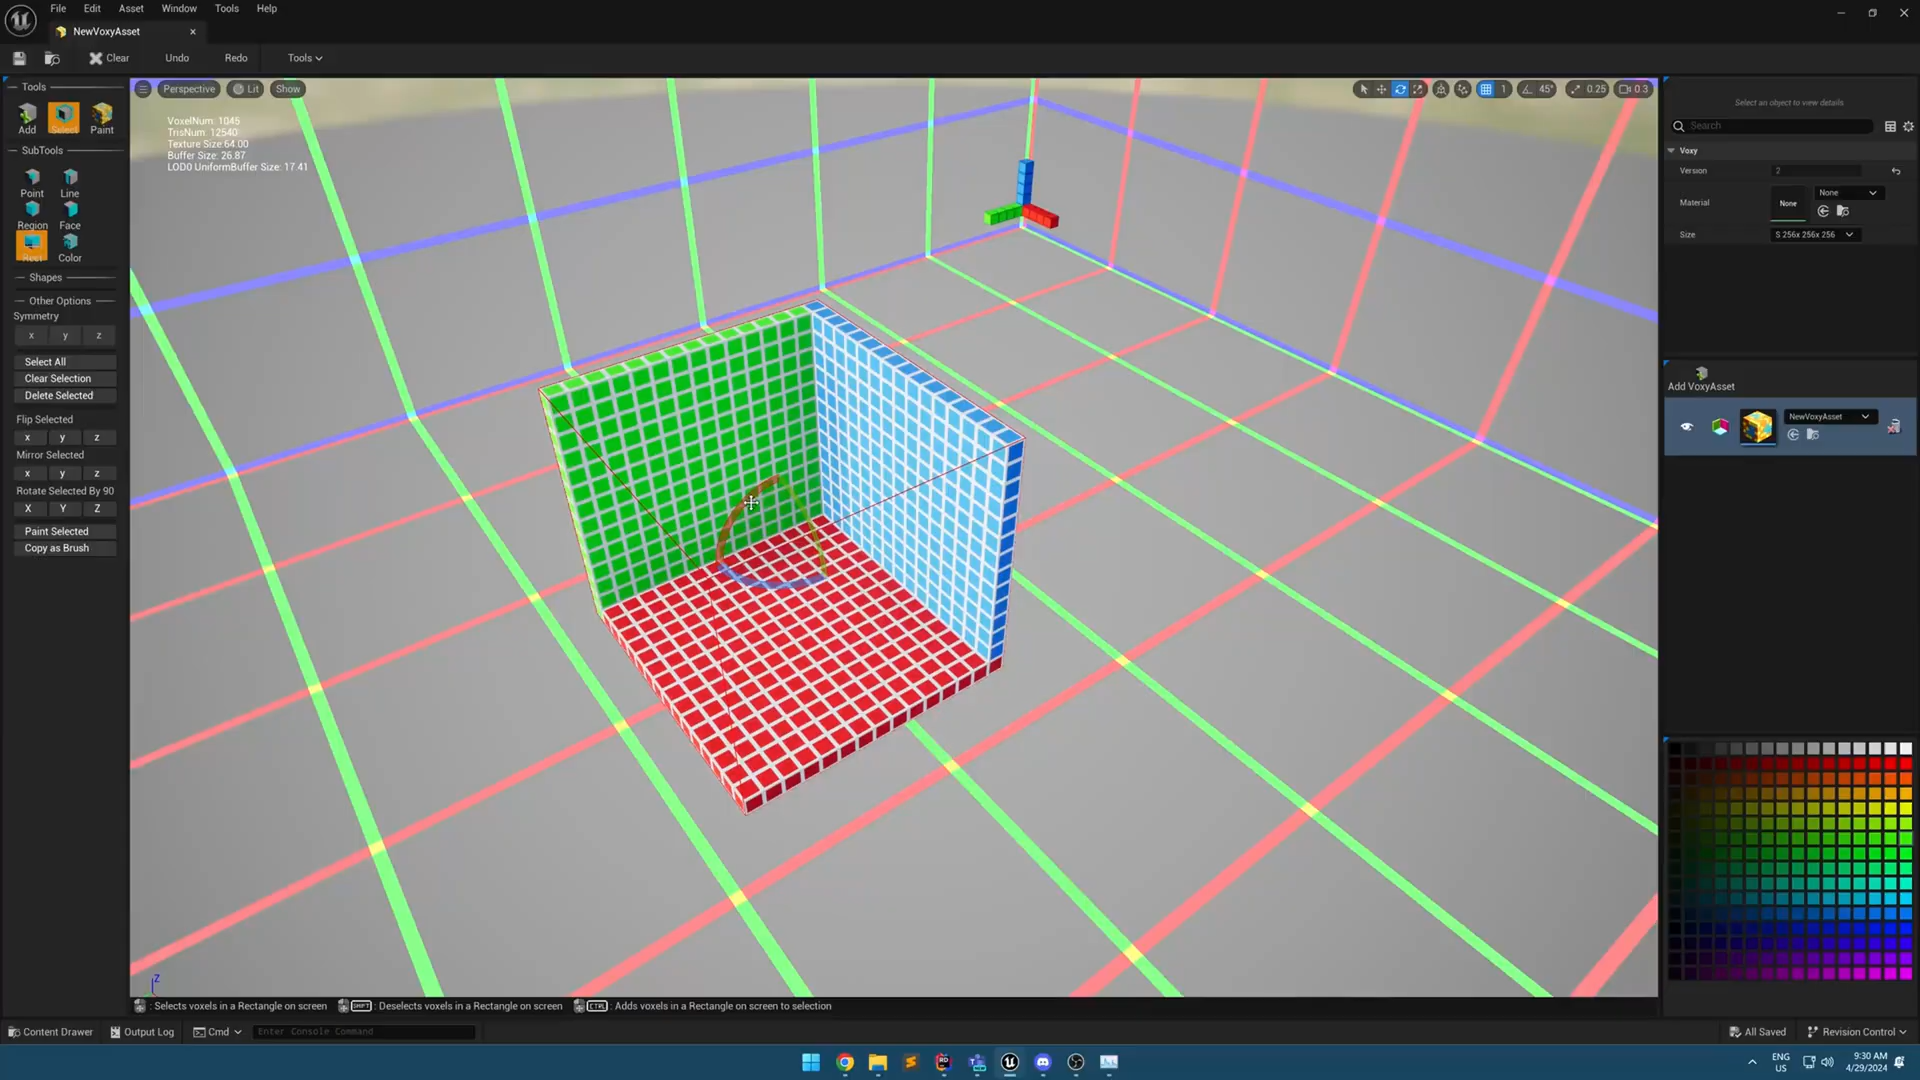 File Edit Asset Window Tools Help
NewVoxyAsset
Clear Undo Redo Tools
Tools
Add Select Paint
SubTools
Point Line
Region Face
Rect Color
Shapes
Other Options
Symmetry
x y z
Select All
Clear Selection
Delete Selected
Flip Selected
x y z
Mirror Selected
x y z
Rotate Selected By 90
X Y Z
Paint Selected
Copy as Brush
Perspective Lit Show
1 45° 0.25 0.3
VoxelNum: 1045
TrisNum: 12540
Texture Size:64.00
Buffer Size: 26.87
LOD0 UniformBuffer Size: 17.41
Z
: Selects voxels in a Rectangle on screen SHIFT : Deselects voxels in a Rectangle on screen CTRL : Adds voxels in a Rectangle on screen to selection
Select an object to view details
Search
Voxy
Version 2
Material None None
Size S 256x 256x 256
Add VoxyAsset
NewVoxyAsset
Content Drawer Output Log Cmd Enter Console Command
All Saved Revision Control
ENG
US
9:30 AM
4/29/2024